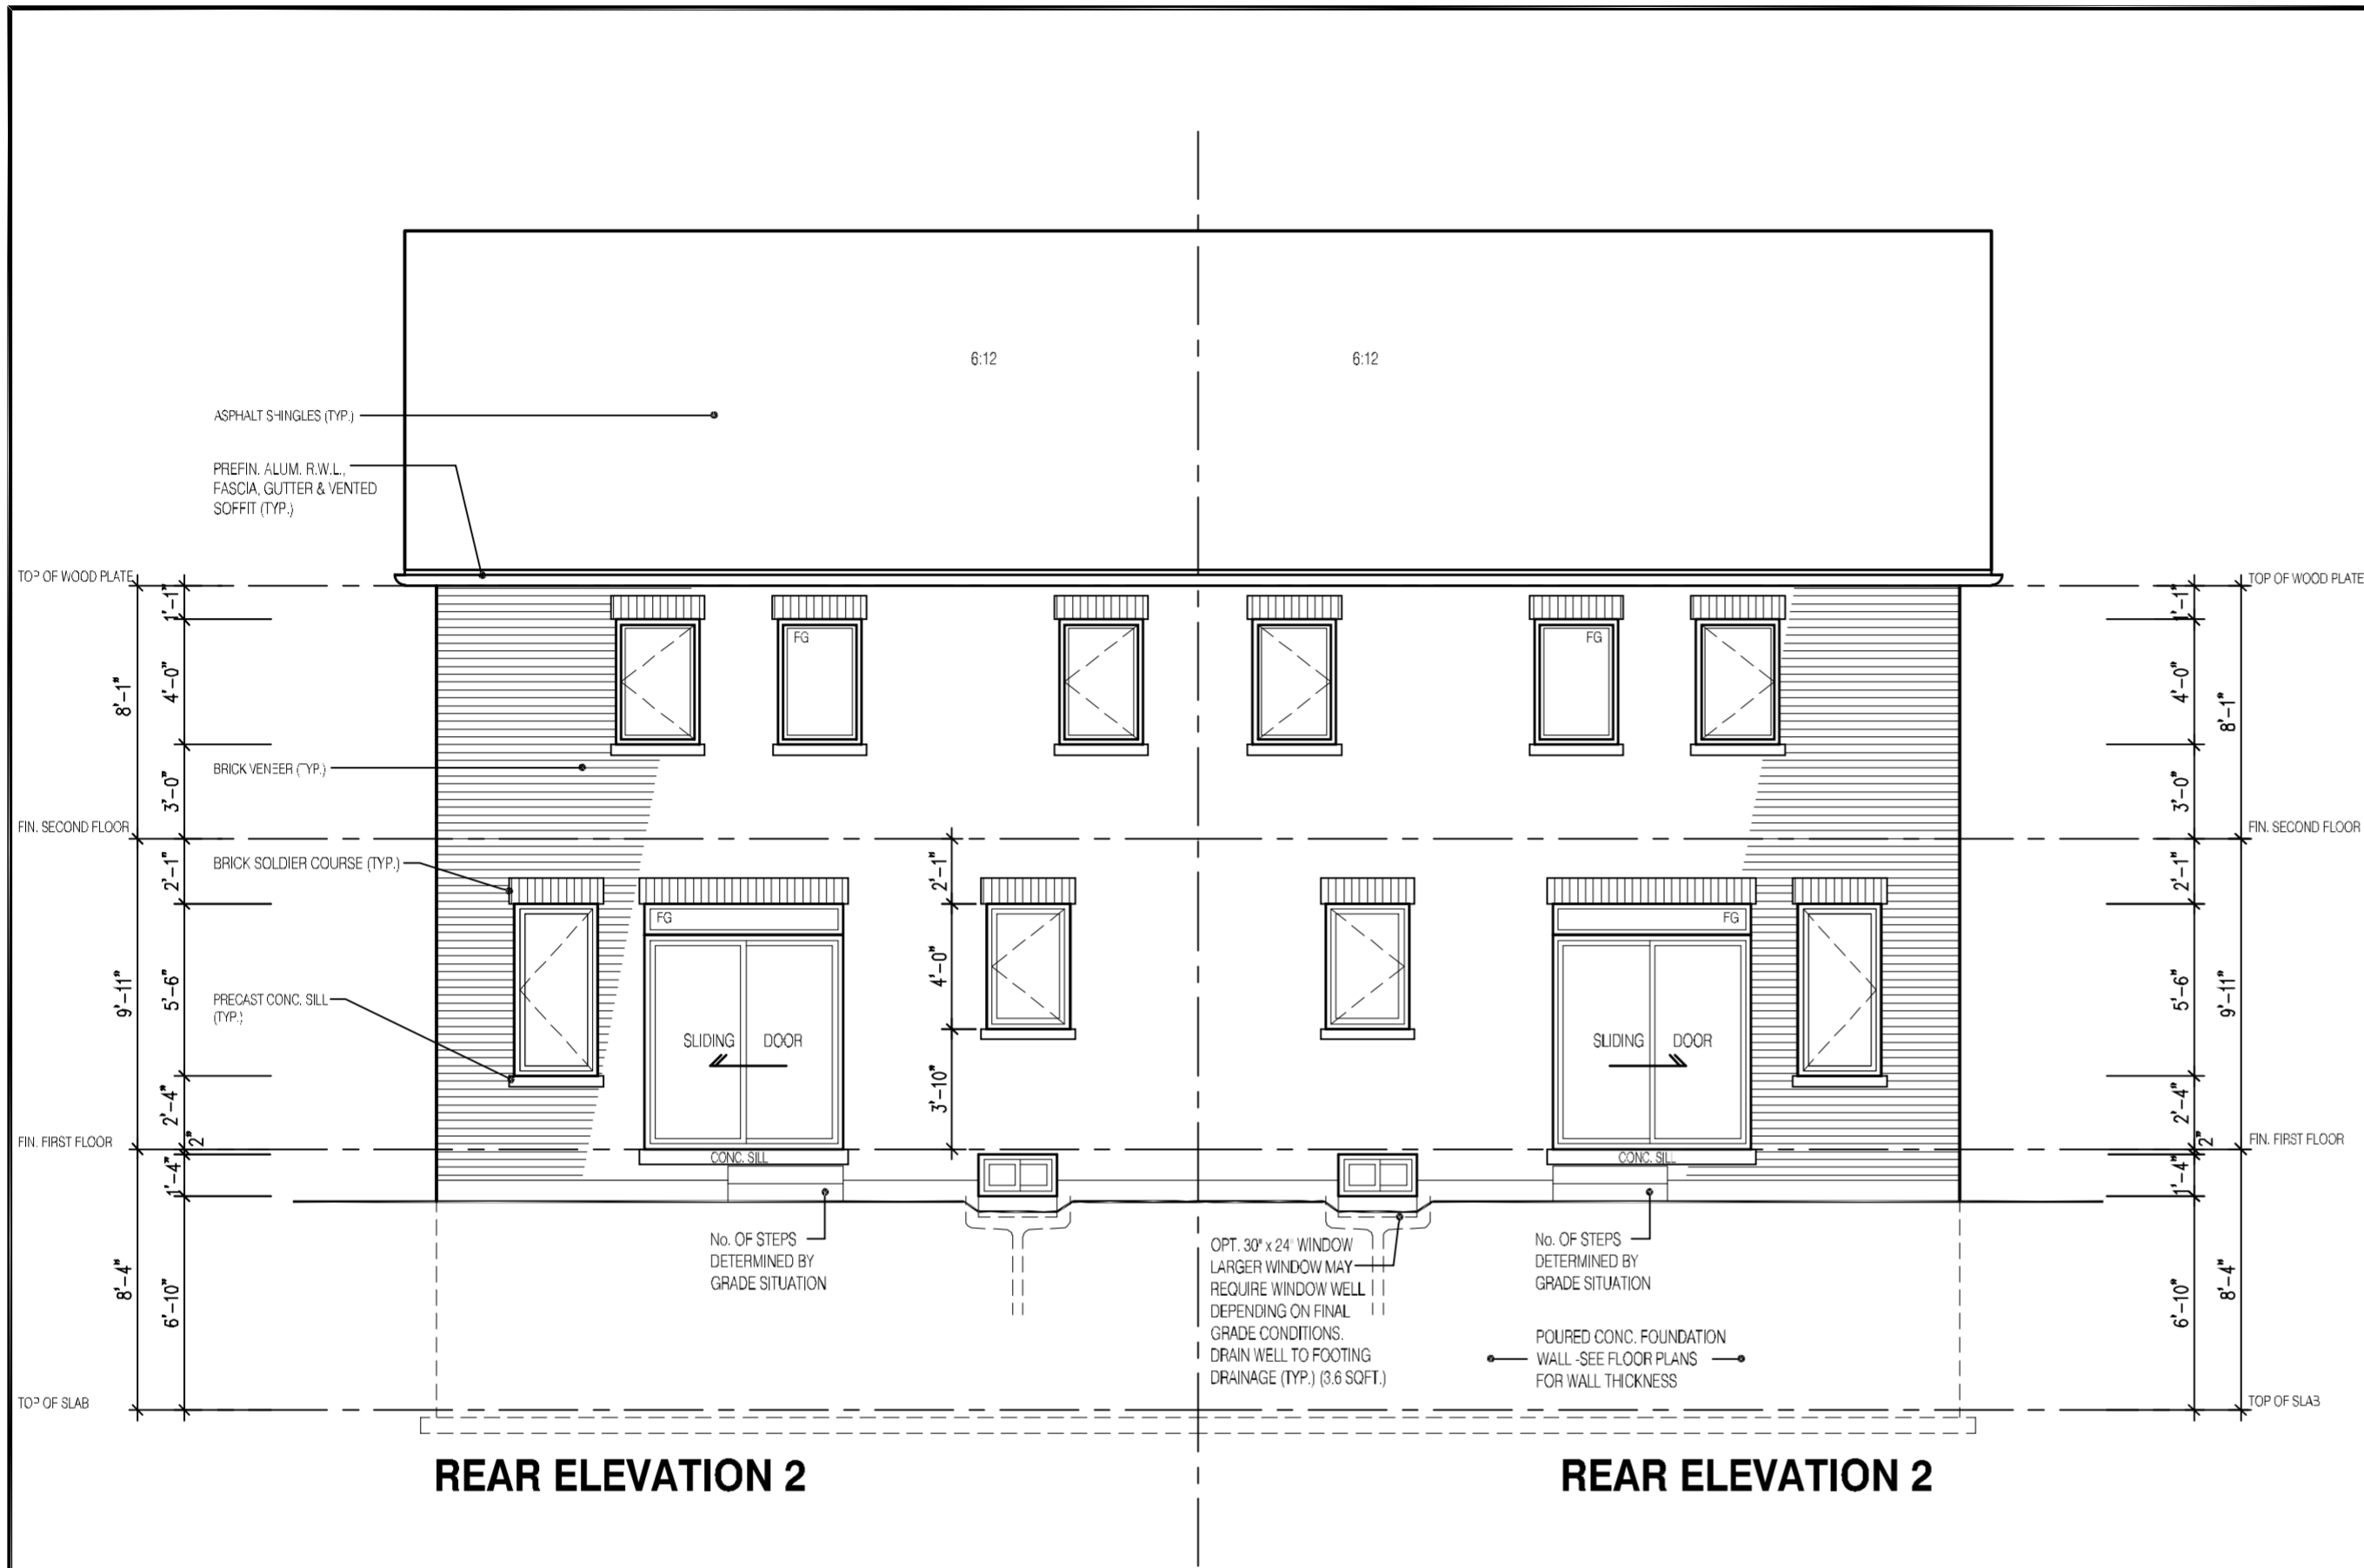 6:12
6:12
ASPHALT SHINGLES (TYP.)
PREFIN. ALUM. R.W.L.,
FASCIA, GUTTER & VENTED
SOFFIT (TYP.)
TOP OF WOOD PLATE
TOP OF WOOD PLATE
1'-1"
1'-1"
FG
FG
4'-0"
8'-1"
4'-0"
8'-1"
BRICK VENEER (TYP.)
3'-0"
3'-0"
FIN. SECOND FLOOR
FIN. SECOND FLOOR
BRICK SOLDIER COURSE (TYP.)
2'-1"
2'-1"
2'-1"
FG
FG
9'-11"
5'-6"
4'-0"
5'-6"
9'-11"
PRECAST CONC. SILL
(TYP.)
SLIDING DOOR
SLIDING DOOR
3'-10"
2'-4"
2'-4"
2"
2"
FIN. FIRST FLOOR
FIN. FIRST FLOOR
CONC. SILL
CONC. SILL
1'-4"
1'-4"
No. OF STEPS
DETERMINED BY
GRADE SITUATION
OPT. 30" x 24" WINDOW
LARGER WINDOW MAY
REQUIRE WINDOW WELL
DEPENDING ON FINAL
GRADE CONDITIONS.
DRAIN WELL TO FOOTING
DRAINAGE (TYP.) (3.6 SQFT.)
No. OF STEPS
DETERMINED BY
GRADE SITUATION
8'-4"
6'-10"
6'-10"
8'-4"
POURED CONC. FOUNDATION
WALL -SEE FLOOR PLANS
FOR WALL THICKNESS
TOP OF SLAB
TOP OF SLAB
REAR ELEVATION 2
REAR ELEVATION 2